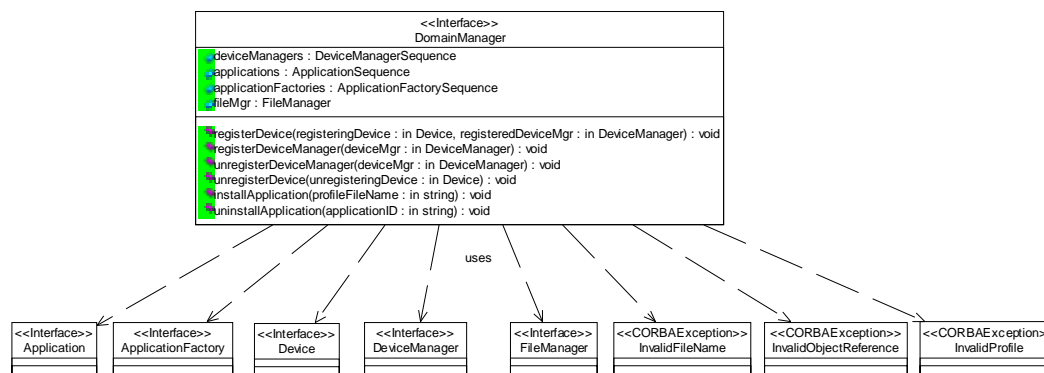 <<Interface>>
DomainManager
deviceManagers : DeviceManagerSequence
applications : ApplicationSequence
applicationFactories : ApplicationFactorySequence
fileMgr : FileManager
registerDevice(registeringDevice : in Device, registeredDeviceMgr : in DeviceManager) : void
registerDeviceManager(deviceMgr : in DeviceManager) : void
unregisterDeviceManager(deviceMgr : in DeviceManager) : void
unregisterDevice(unregisteringDevice : in Device) : void
installApplication(profileFileName : in string) : void
uninstallApplication(applicationID : in string) : void
uses
<<Interface>>
Application
<<Interface>>
ApplicationFactory
<<Interface>>
Device
<<Interface>>
DeviceManager
<<Interface>>
FileManager
<<CORBAException>>
InvalidFileName
<<CORBAException>>
InvalidObjectReference
<<CORBAException>
InvalidProfile